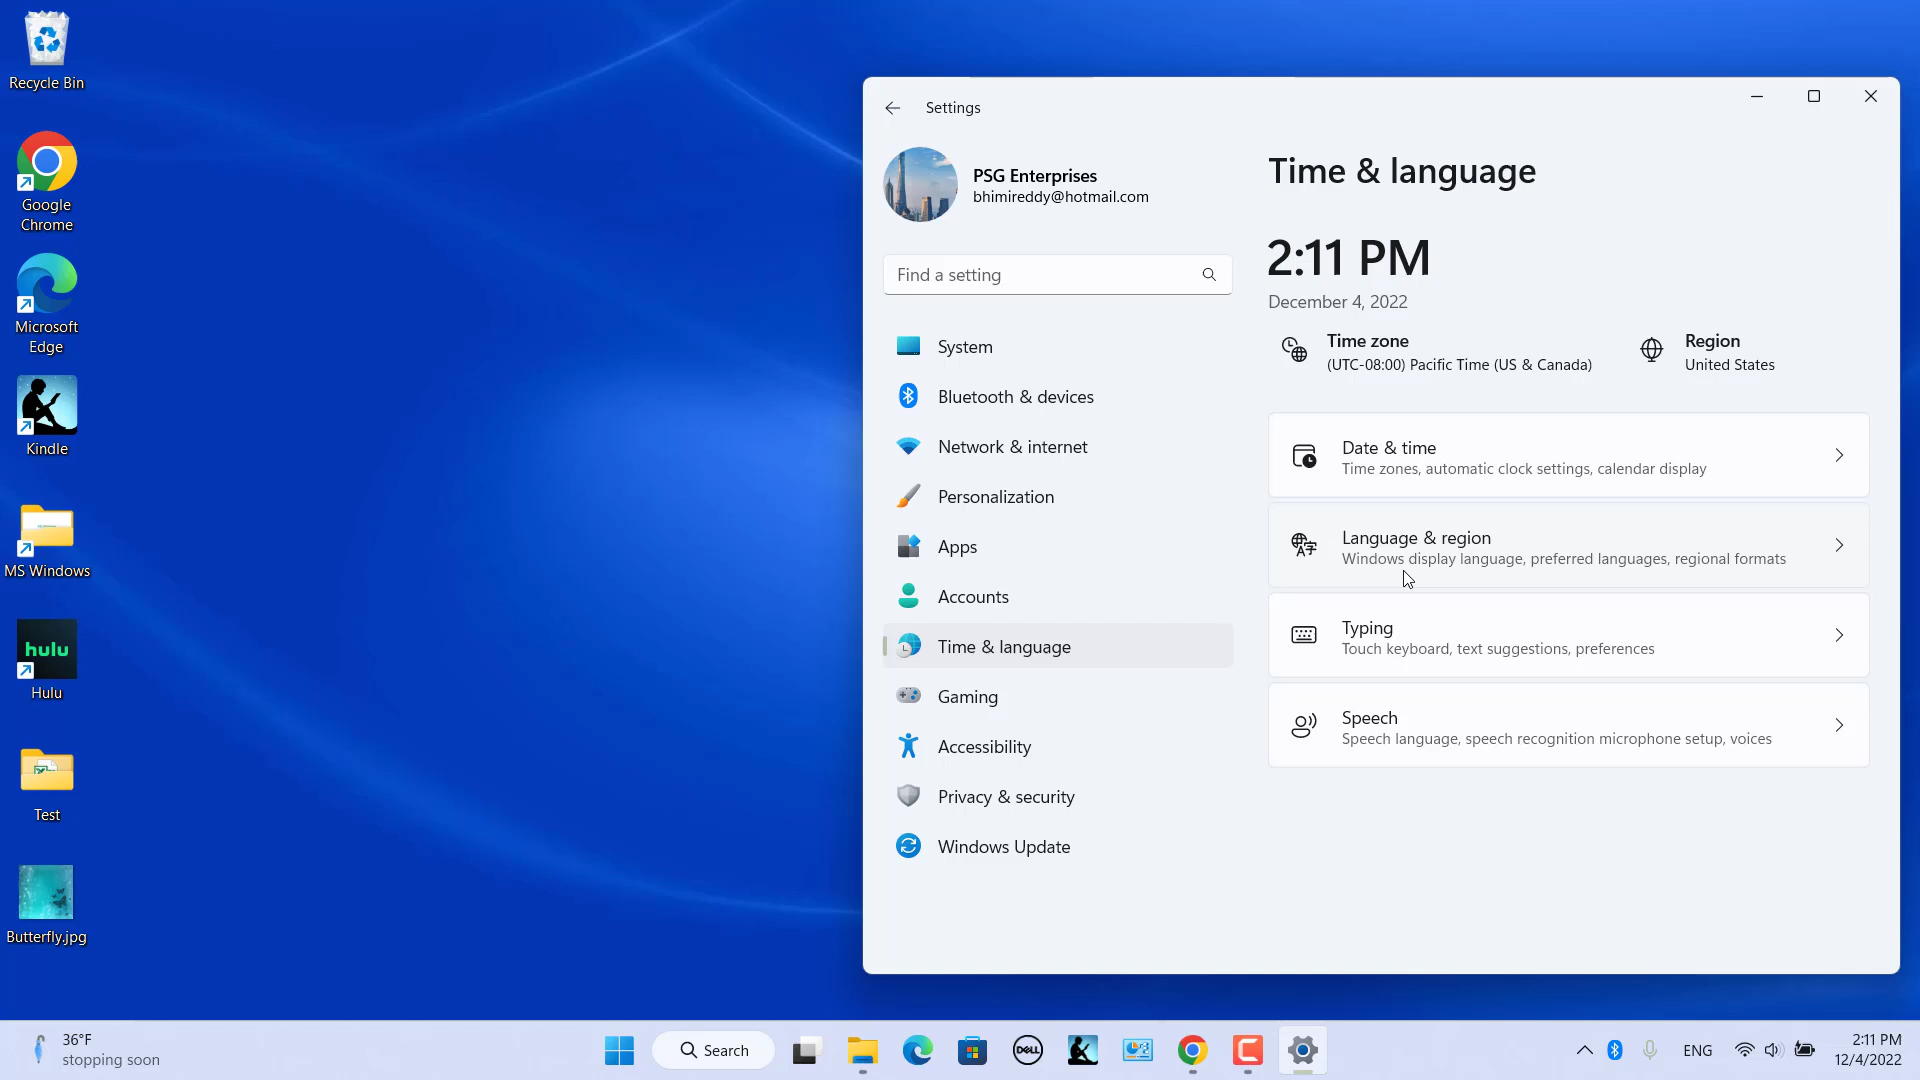 Recycle Bin
Google
Chrome
Microsoft
Edge
Kindle
MS Windows
hulu
Hulu
Test
Butterfly.jpg
Settings
PSG Enterprises
bhimireddy@hotmail.com
Find a setting
System
Bluetooth & devices
Network & internet
Personalization
Apps
Accounts
Time & language
Gaming
Accessibility
Privacy & security
Windows Update
Time & language
2:11 PM
December 4, 2022
Time zone
(UTC-08:00) Pacific Time (US & Canada)
Region
United States
Date & time
Time zones, automatic clock settings, calendar display
Language & region
Windows display language, preferred languages, regional formats
Typing
Touch keyboard, text suggestions, preferences
Speech
Speech language, speech recognition microphone setup, voices
36°F
stopping soon
Search
DELL
ENG
2:11 PM
12/4/2022